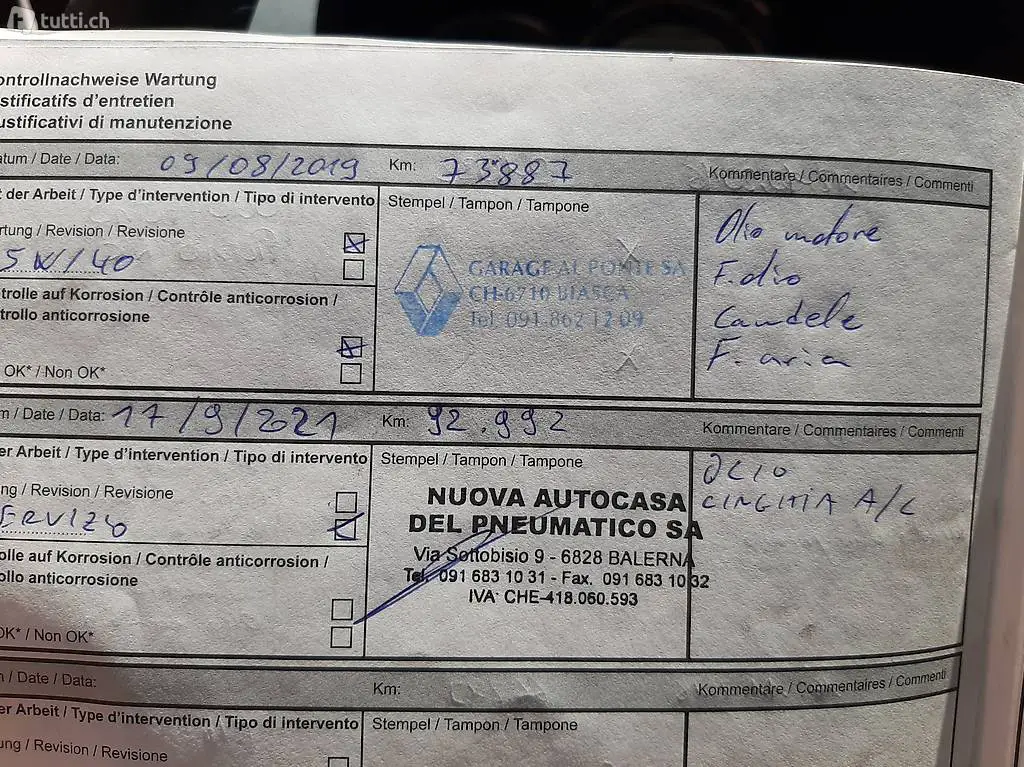 tutti.ch
ontrollnachweise Wartung
stificatifs d'entretien
ustificativi di manutenzione
atum / Date / Data: 09/08/2019 Km: 73'887 Kommentare / Commentaires / Commenti
t der Arbeit / Type d'intervention / Tipo di intervento
Stempel / Tampon / Tampone
rtung / Revision / Revisione
5W/40
trolle auf Korrosion / Contrôle anticorrosion /
trollo anticorrosione
OK* / Non OK*
GARAGE AL PONTE SA
CH-6710 BIASCA
Tel. 091.862 12 09
Olio motore
F. olio
Candele
F. aria
m / Date / Data: 17/9/2021 Km: 92.992 Kommentare / Commentaires / Commenti
er Arbeit / Type d'intervention / Tipo di intervento
Stempel / Tampon / Tampone
ng / Revision / Revisione
ERVIZO
olle auf Korrosion / Contrôle anticorrosion /
ollo anticorrosione
OK* / Non OK*
NUOVA AUTOCASA
DEL PNEUMATICO SA
Via Sottobisio 9 - 6828 BALERNA
Tel. 091 683 10 31 - Fax. 091 683 10 32
IVA: CHE-418.060.593
OLIO
CINGHIA A/C
n / Date / Data: Km: Kommentare / Commentaires / Commenti
er Arbeit / Type d'intervention / Tipo di intervento
Stempel / Tampon / Tampone
ung / Revision / Revisione